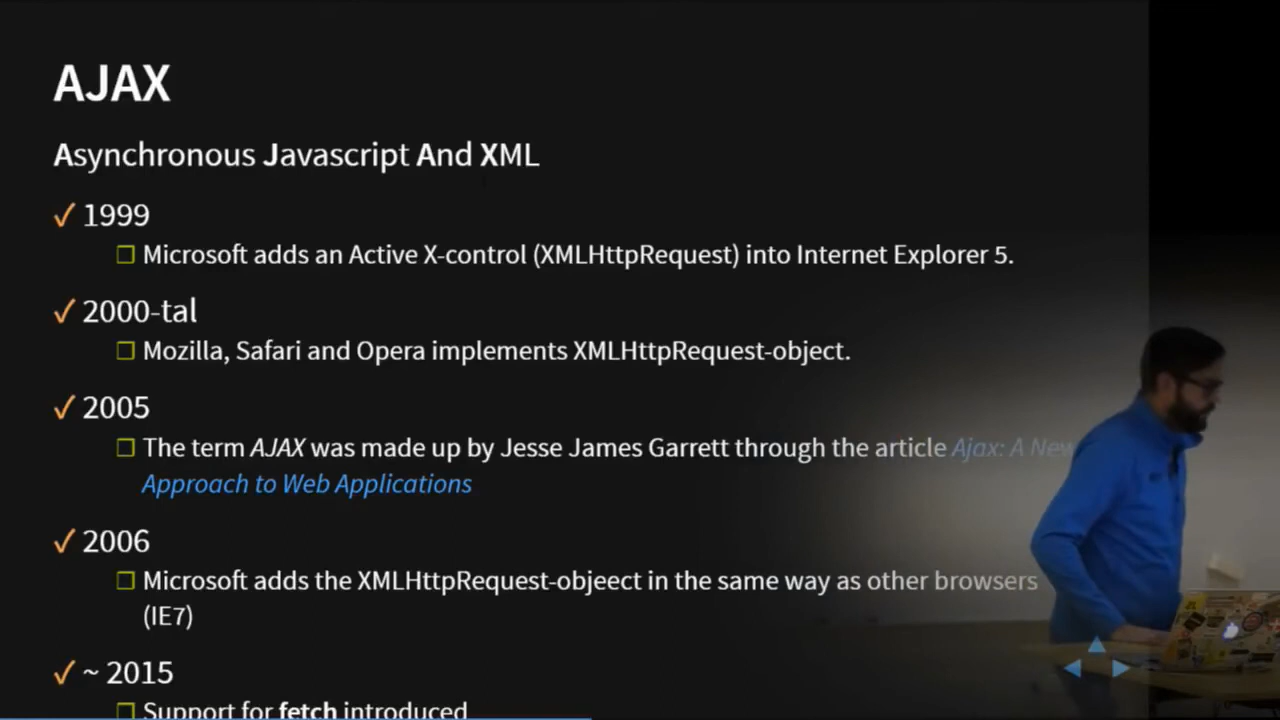 AJAX
Asynchronous Javascript And XML
✓ 1999
❐ Microsoft adds an Active X-control (XMLHttpRequest) into Internet Explorer 5.
✓ 2000-tal
❐ Mozilla, Safari and Opera implements XMLHttpRequest-object.
✓ 2005
❐ The term AJAX was made up by Jesse James Garrett through the article Ajax: A New
Approach to Web Applications
✓ 2006
❐ Microsoft adds the XMLHttpRequest-objeect in the same way as other browsers
(IE7)
✓ ~ 2015
❐ Support for fetch introduced